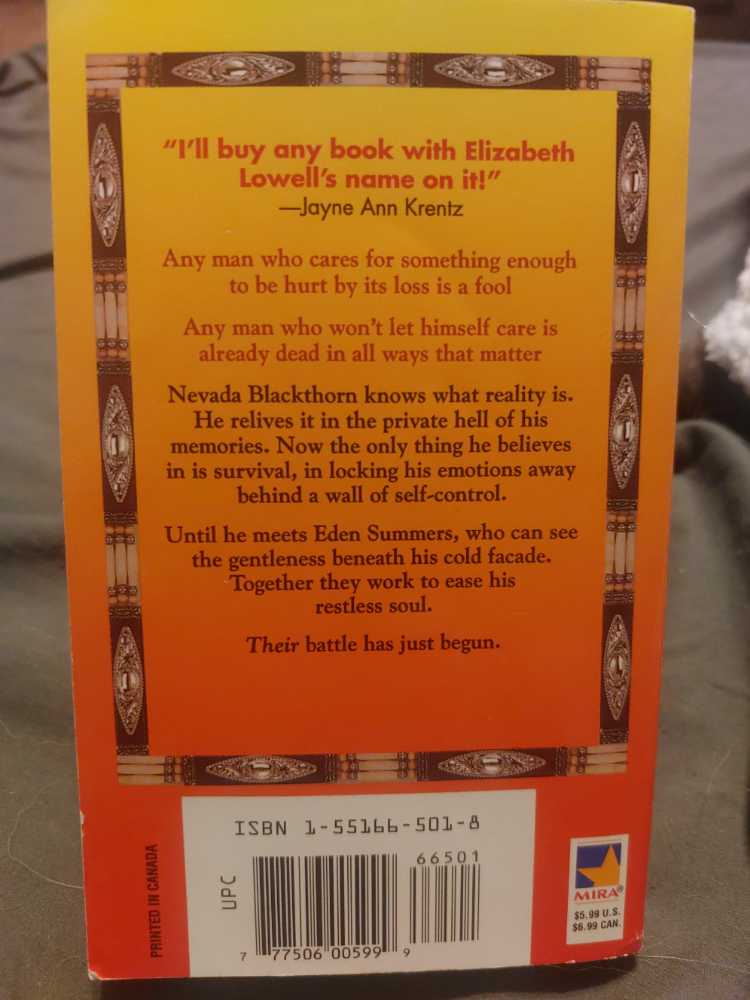 "I'll buy any book with Elizabeth
Lowell's name on it!"
—Jayne Ann Krentz
Any man who cares for something enough
to be hurt by its loss is a fool
Any man who won't let himself care is
already dead in all ways that matter
Nevada Blackthorn knows what reality is.
He relives it in the private hell of his
memories. Now the only thing he believes
in is survival, in locking his emotions away
behind a wall of self-control.
Until he meets Eden Summers, who can see
the gentleness beneath his cold facade.
Together they work to ease his
restless soul.
Their battle has just begun.
PRINTED IN CANADA
UPC
ISBN 1-55166-501-8
66501
7 77506 00599 9
MIRA®
$5.99 U.S.
$6.99 CAN.